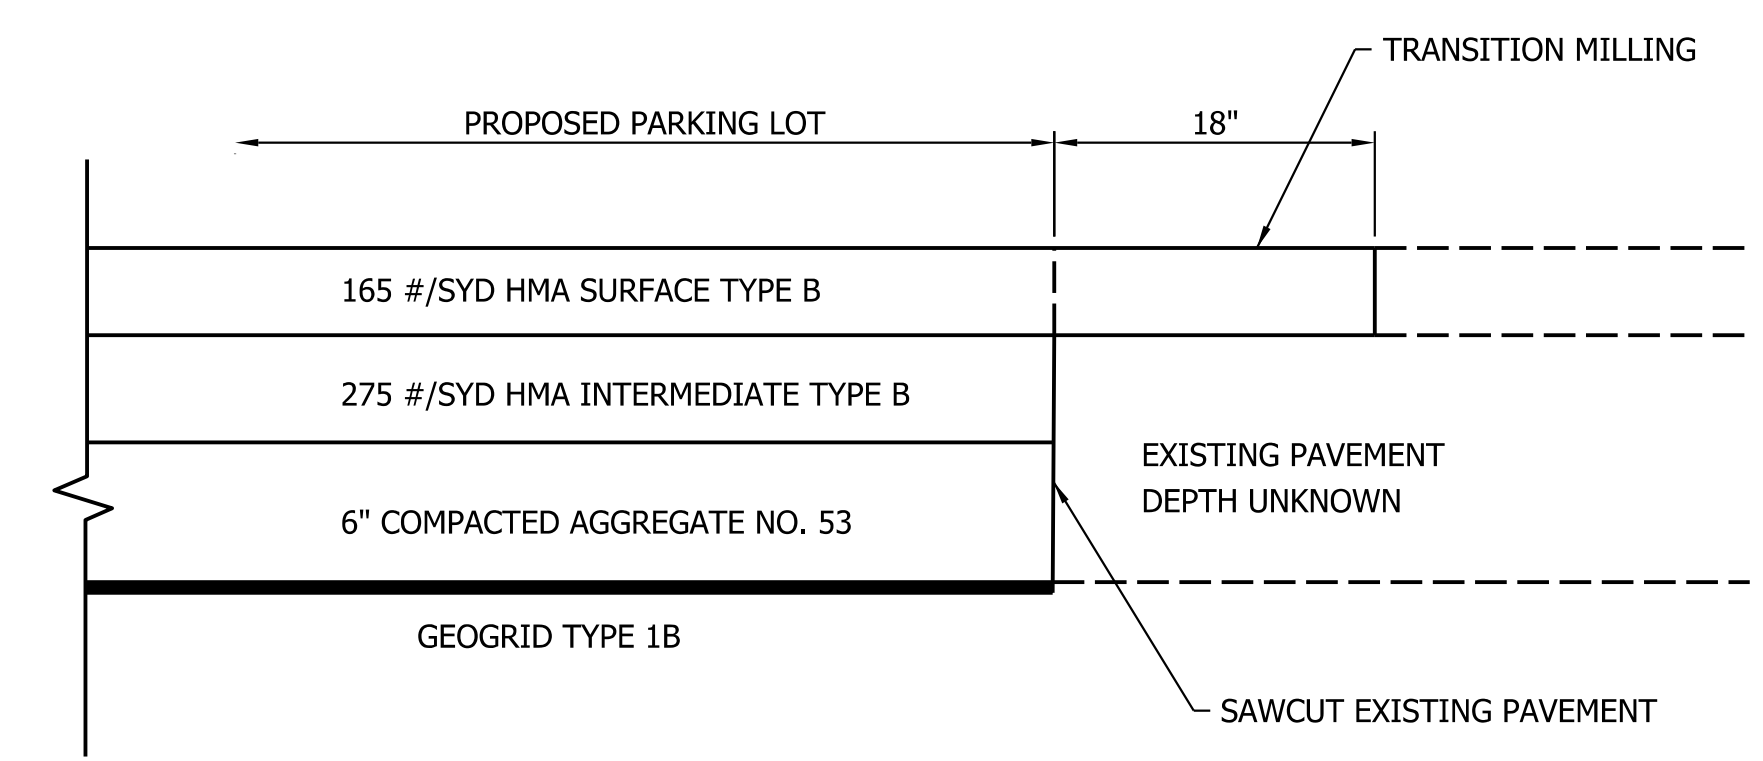 TRANSITION MILLING
PROPOSED PARKING LOT
18"
165 #/SYD HMA SURFACE TYPE B
275 #/SYD HMA INTERMEDIATE TYPE B
EXISTING PAVEMENT
DEPTH UNKNOWN
6" COMPACTED AGGREGATE NO. 53
GEOGRID TYPE 1B
SAWCUT EXISTING PAVEMENT